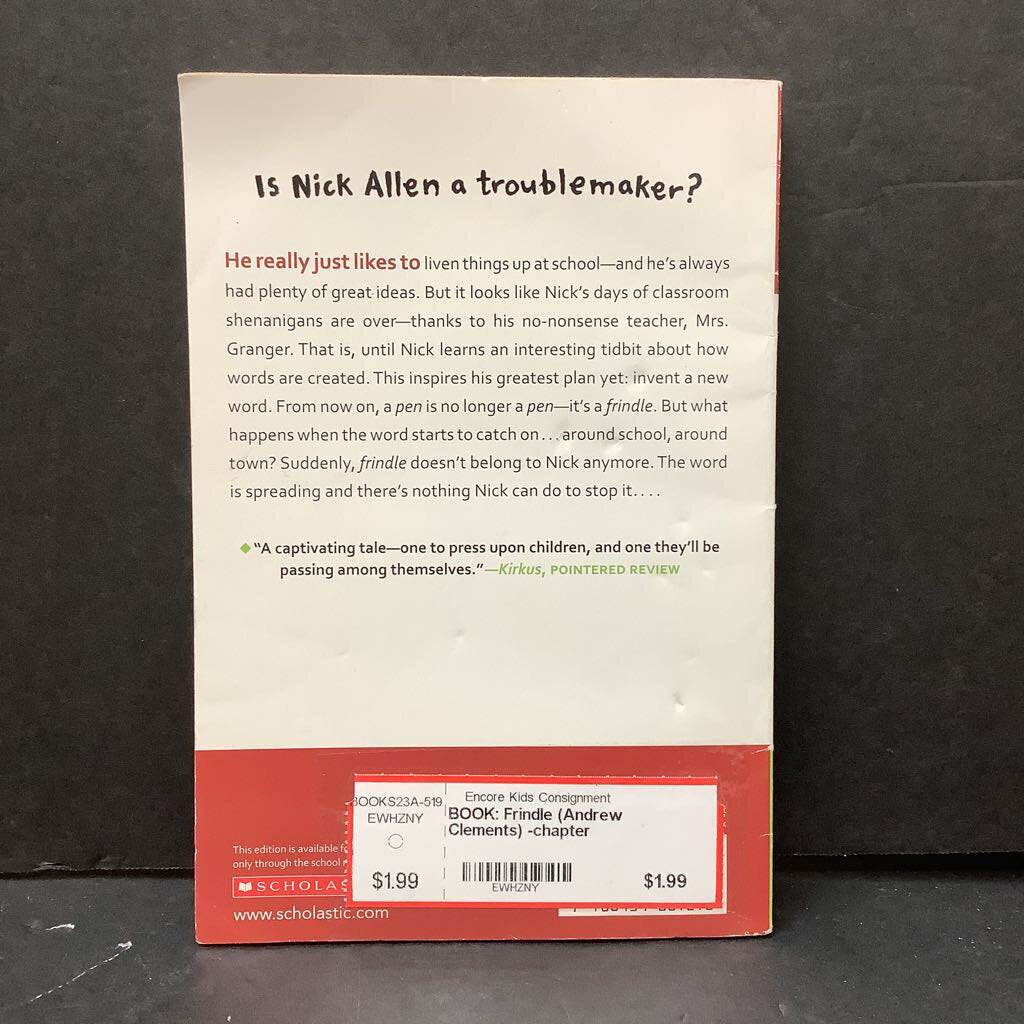 Is Nick Allen a troublemaker?
He really just likes to liven things up at school—and he's always
had plenty of great ideas. But it looks like Nick's days of classroom
shenanigans are over—thanks to his no-nonsense teacher, Mrs.
Granger. That is, until Nick learns an interesting tidbit about how
words are created. This inspires his greatest plan yet: invent a new
word. From now on, a pen is no longer a pen—it's a frindle. But what
happens when the word starts to catch on . . . around school, around
town? Suddenly, frindle doesn't belong to Nick anymore. The word
is spreading and there's nothing Nick can do to stop it. . . .
"A captivating tale—one to press upon children, and one they'll be
passing among themselves." —Kirkus, POINTERED REVIEW
This edition is available
only through the school
SCHOLA
www.scholastic.com
BOOKS23A-519
EWHZNY
$1.99
Encore Kids Consignment
BOOK: Frindle (Andrew
Clements) -chapter
EWHZNY
$1.99